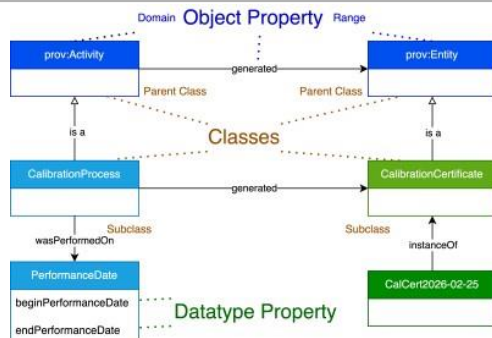 Domain Object Property Range
prov:Activity prov:Entity
generated
Parent Class Parent Class
is a Classes is a
CalibrationProcess CalibrationCertificate
generated
Subclass Subclass
wasPerformedOn instanceOf
PerformanceDate CalCert2026-02-25
beginPerformanceDate
Datatype Property
endPerformanceDate